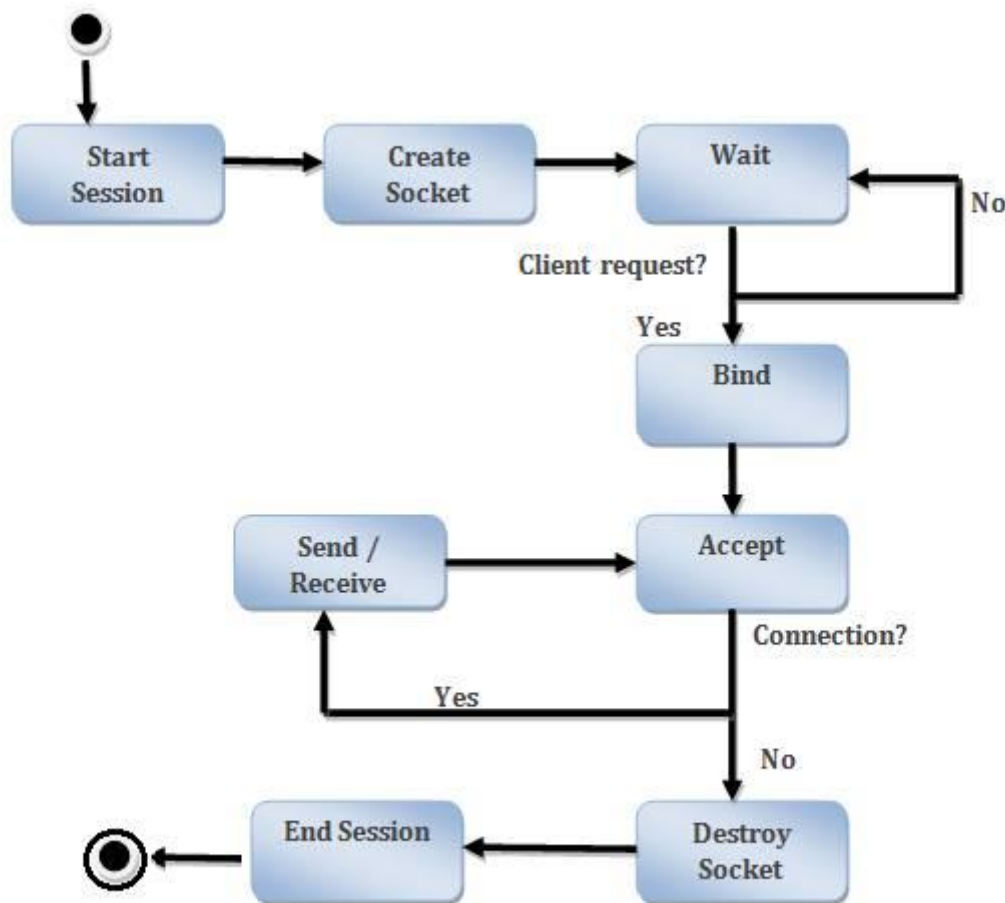 Start
Session
Create
Socket
Wait
No
Client request?
Yes
Bind
Send /
Receive
Accept
Connection?
Yes
No
End Session
Destroy
Socket